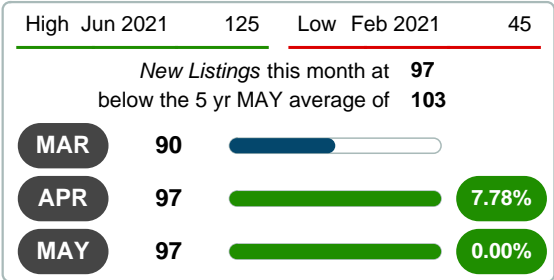 High Jun 2021 125 Low Feb 2021 45
New Listings this month at 97
below the 5 yr MAY average of 103
MAR 90
APR 97 7.78%
MAY 97 0.00%